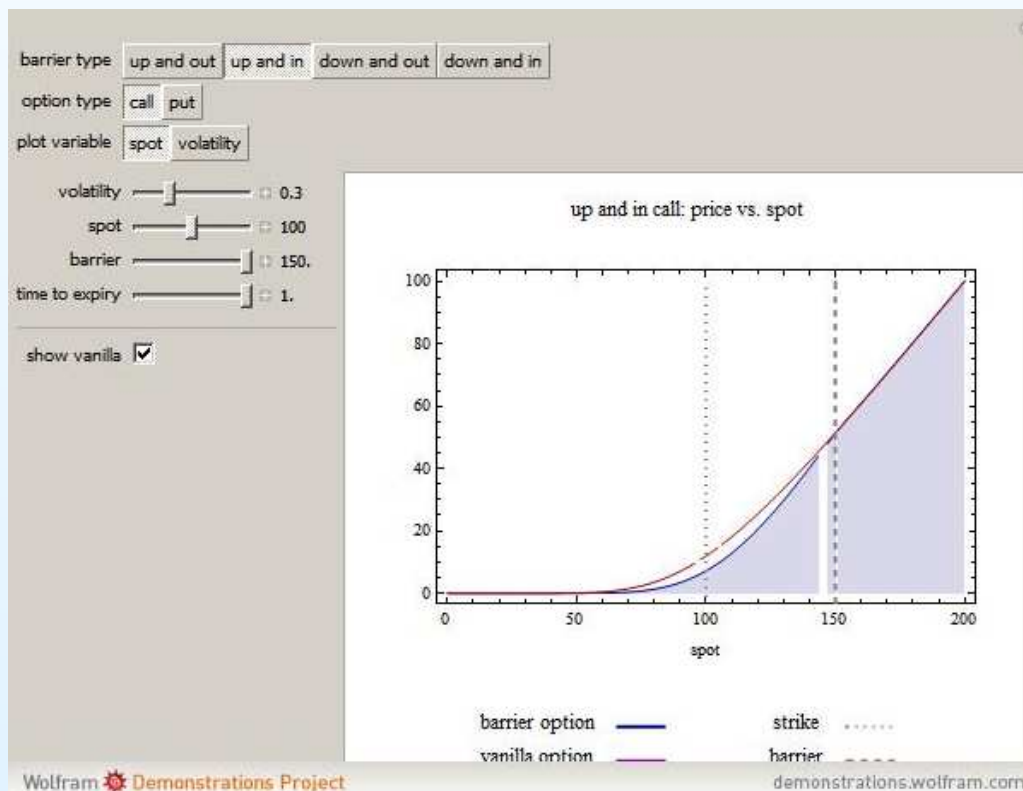 barrier type up and out up and in down and out down and in
option type call put
plot variable spot volatility
volatility 0.3
spot 100
barrier 150.
time to expiry 1.
show vanilla
up and in call: price vs. spot
100
80
60
40
20
0
0 50 100 150 200
spot
barrier option strike
vanilla option barrier
Wolfram Demonstrations Project demonstrations.wolfram.com